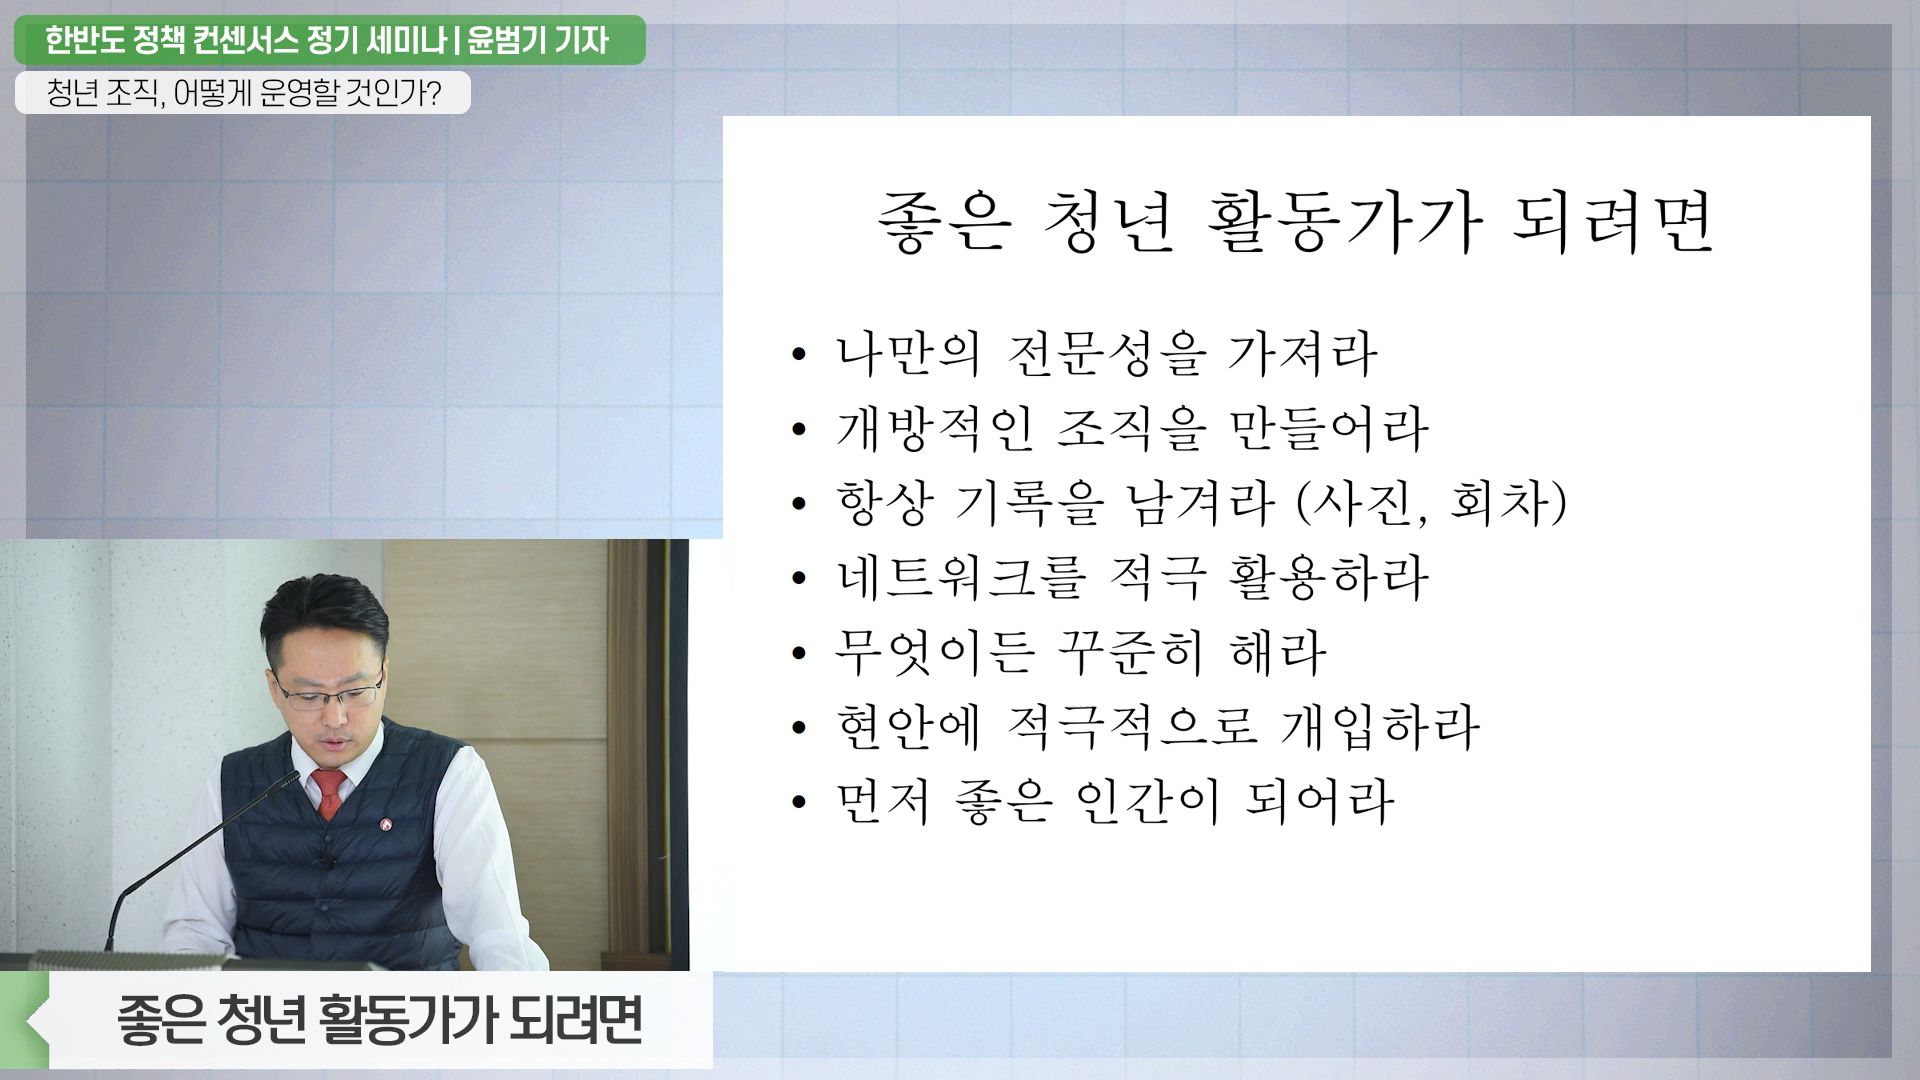 한반도 정책 컨센서스 정기 세미나 | 윤범기 기자
청년 조직, 어떻게 운영할 것인가?
좋은 청년 활동가가 되려면
• 나만의 전문성을 가져라
• 개방적인 조직을 만들어라
• 항상 기록을 남겨라 (사진, 회차)
• 네트워크를 적극 활용하라
• 무엇이든 꾸준히 해라
• 현안에 적극적으로 개입하라
• 먼저 좋은 인간이 되어라
좋은 청년 활동가가 되려면